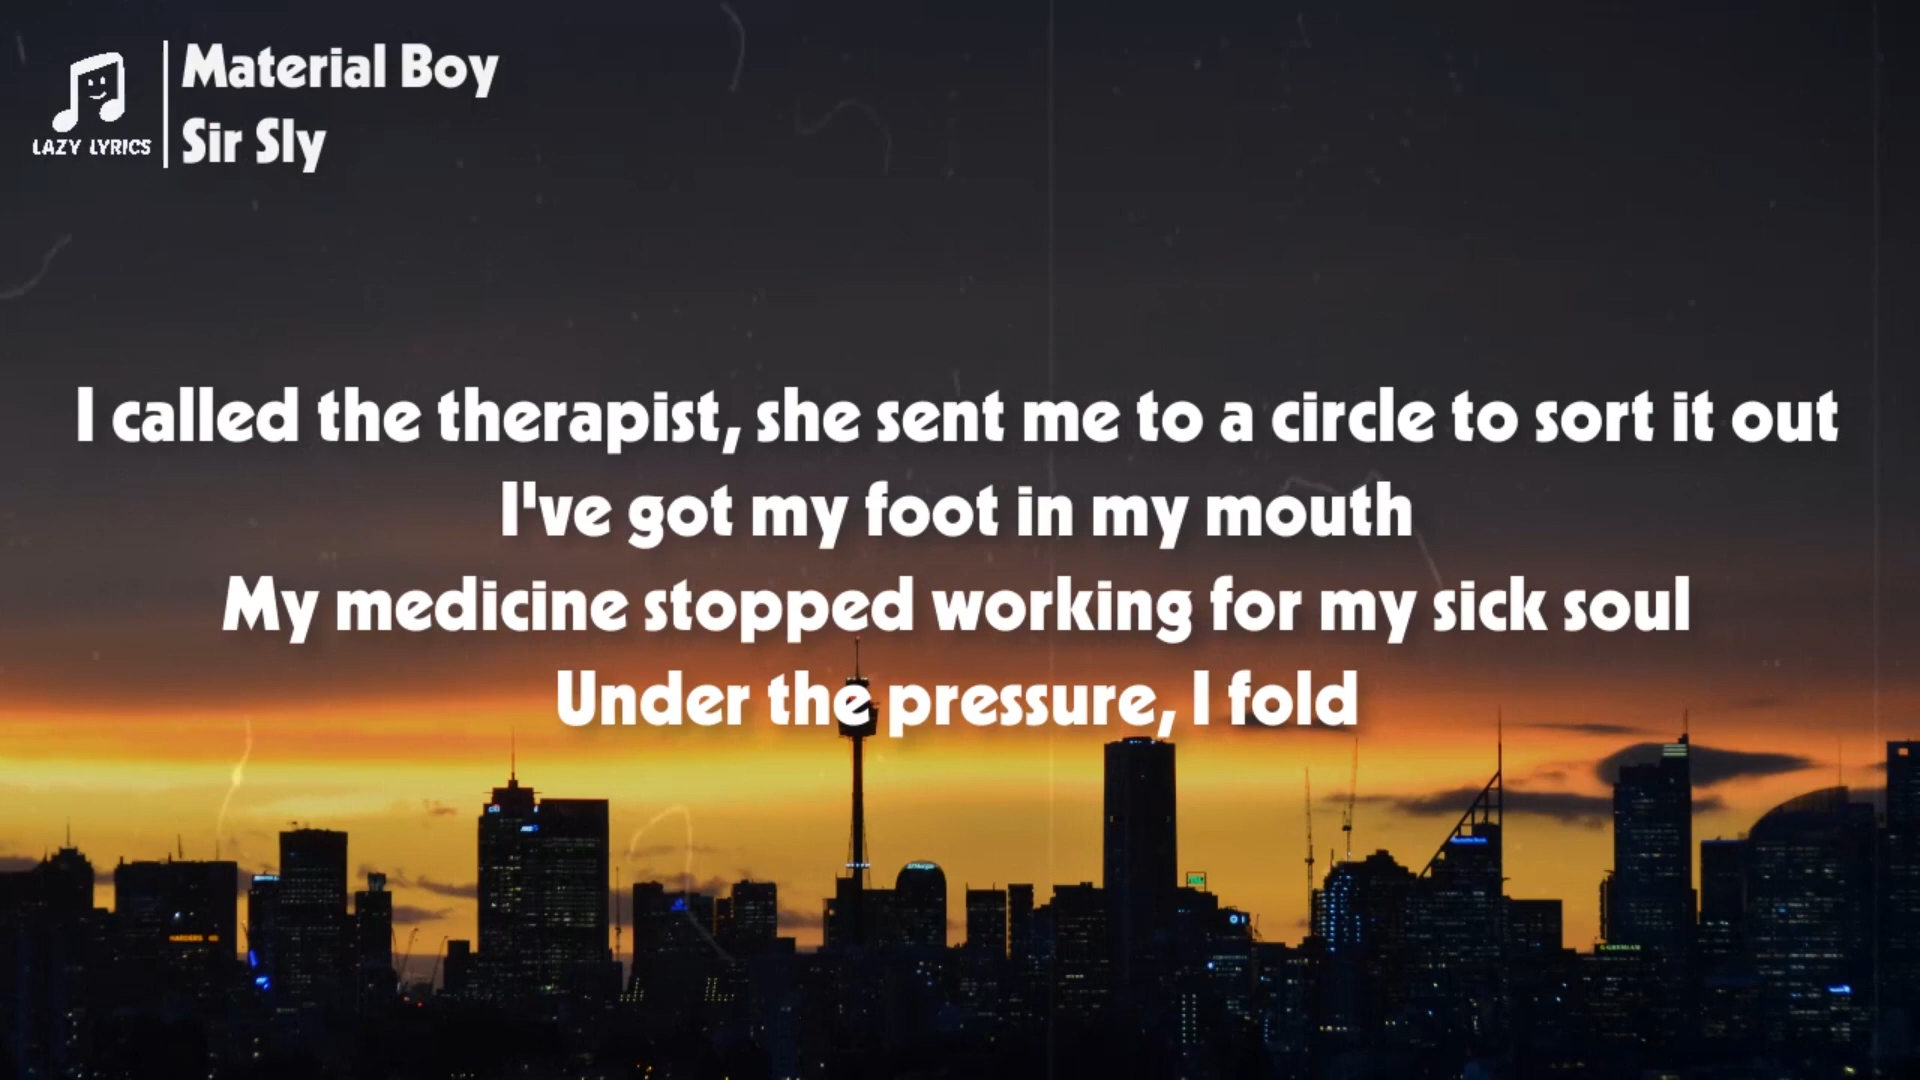 Material Boy
Sir Sly
LAZY LYRICS
I called the therapist, she sent me to a circle to sort it out
I've got my foot in my mouth
My medicine stopped working for my sick soul
Under the pressure, I fold